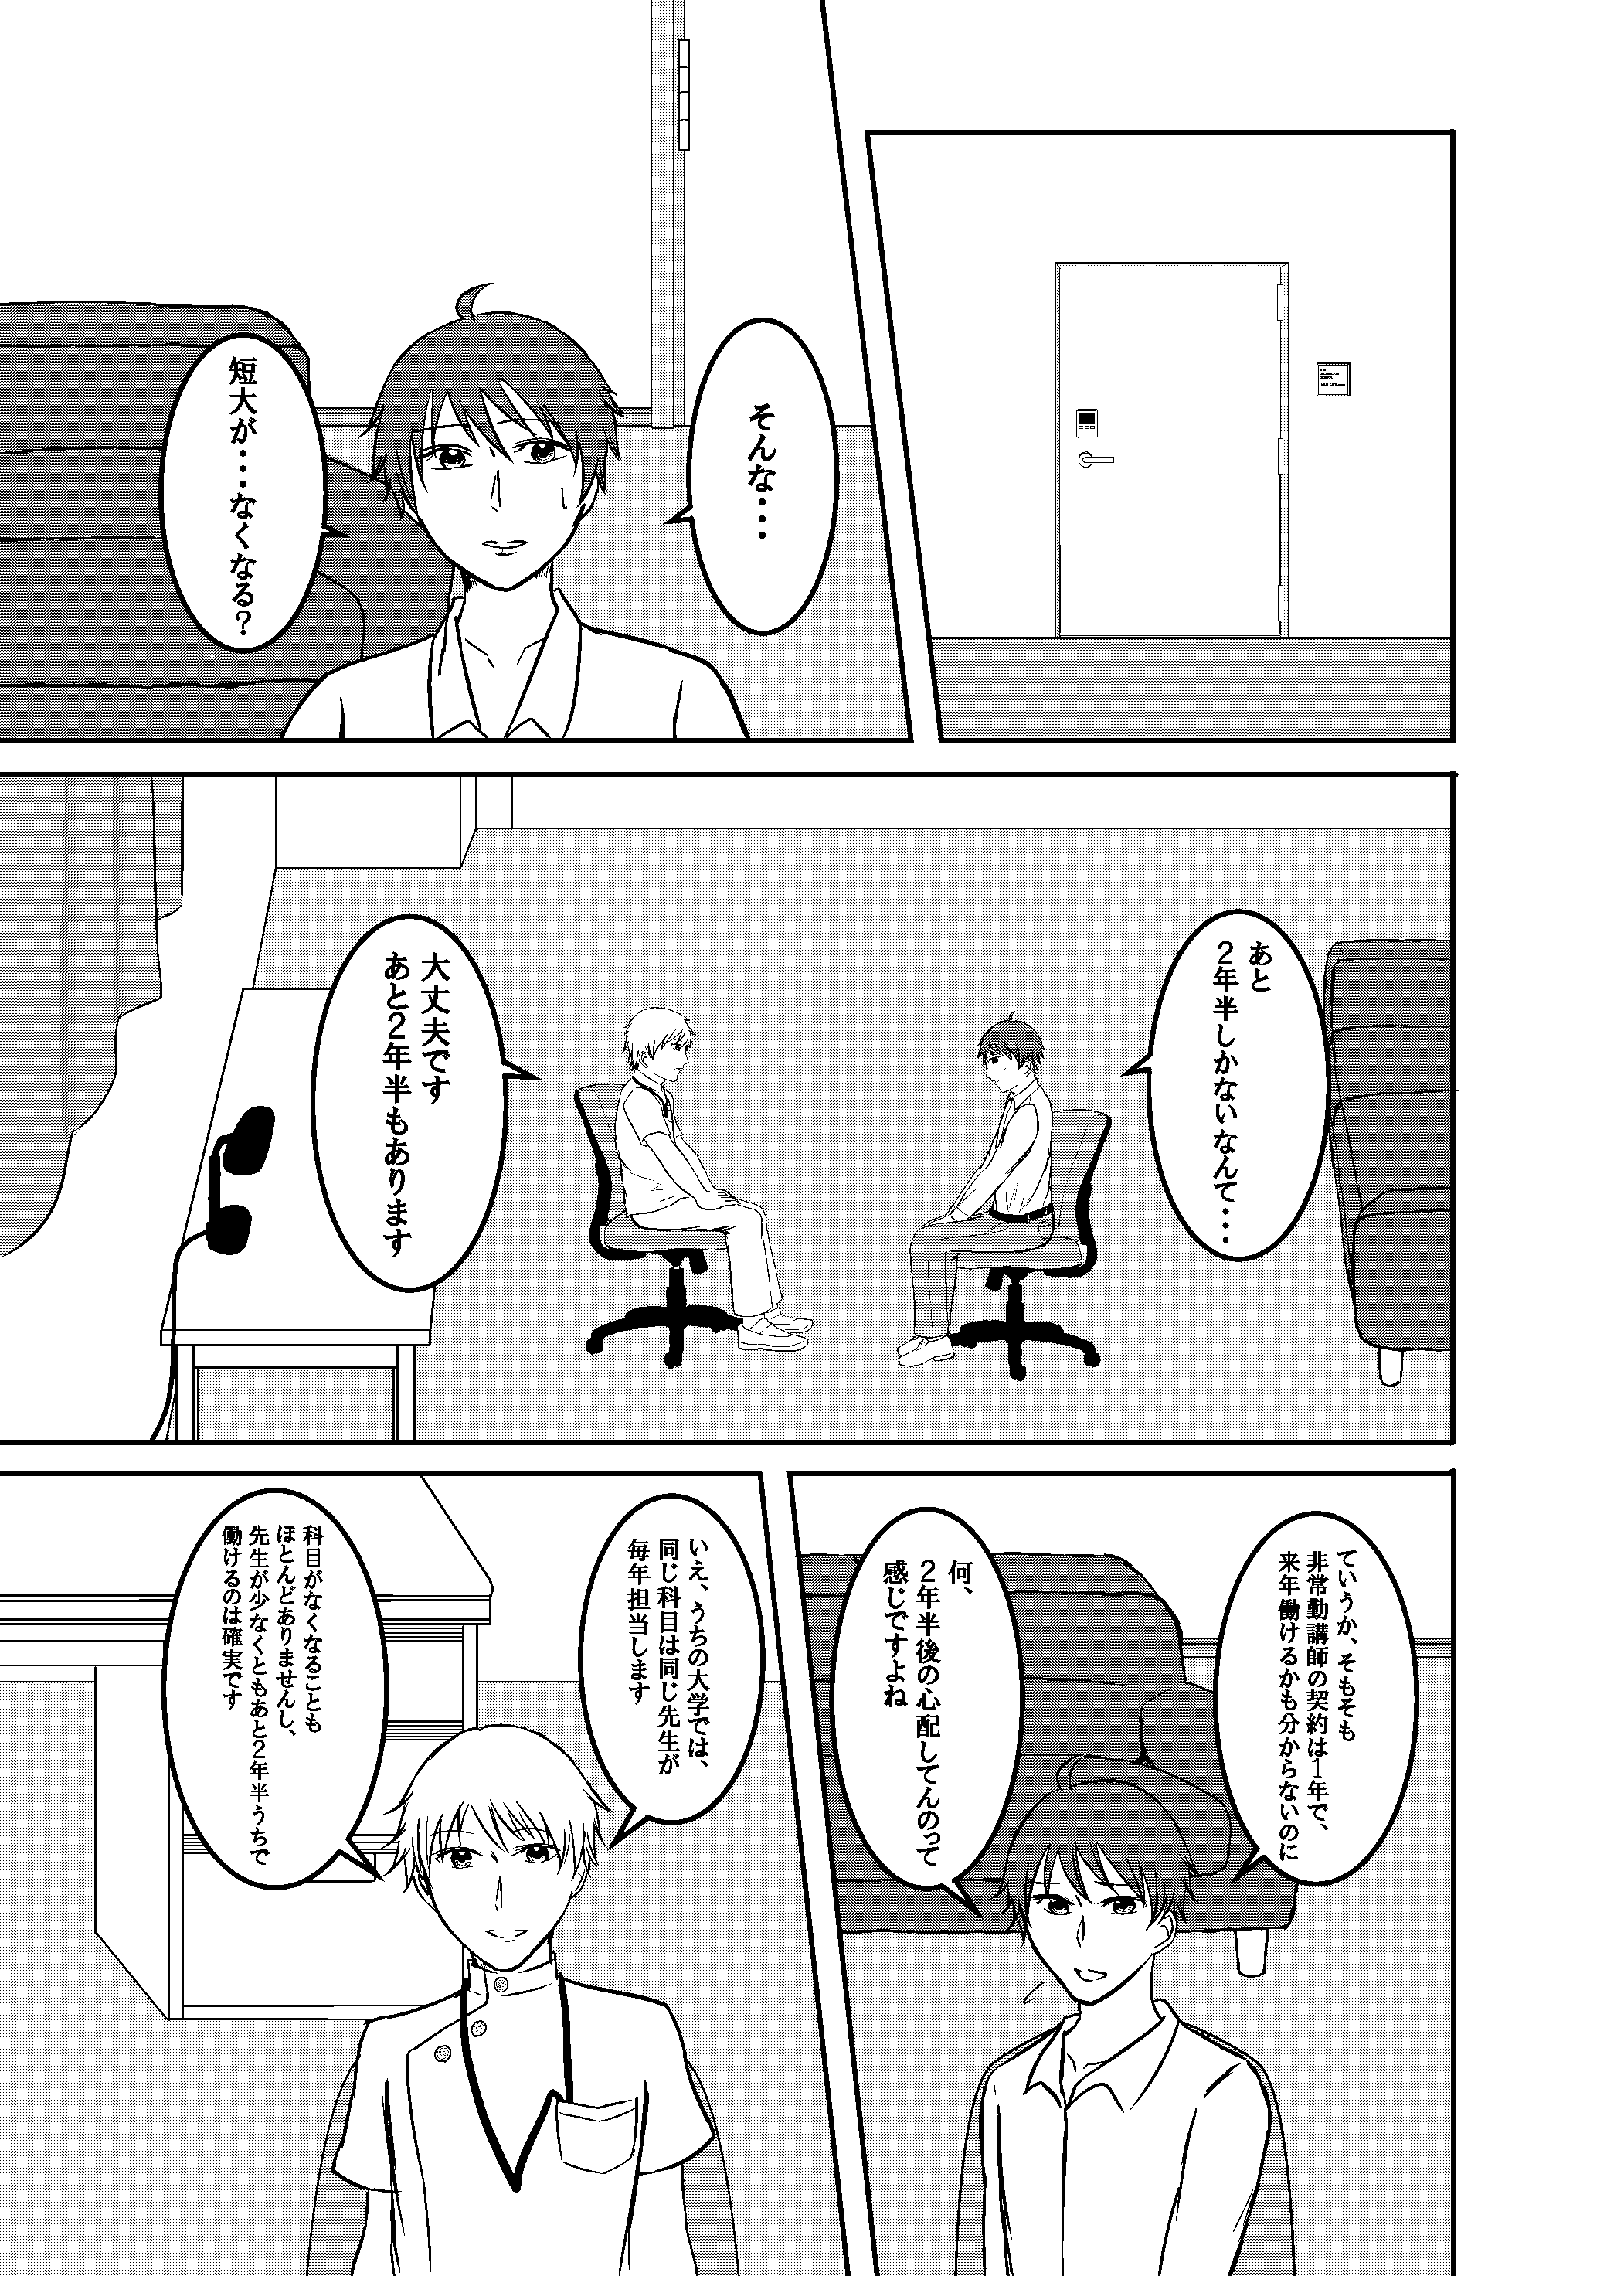 そんな・・・
短大が・・・なくなる?
あと
2年半しかないなんて・・・
大丈夫です
あと2年半もあります
ていうか、そもそも
非常勤講師の契約は1年で、
来年働けるかも分からないのに
何、
2年半後の心配してんのって
感じですよね
いえ、うちの大学では、
同じ科目は同じ先生が
毎年担当します
科目がなくなることも
ほとんどありませんし、
先生が少なくともあと2年半うちで
働けるのは確実です